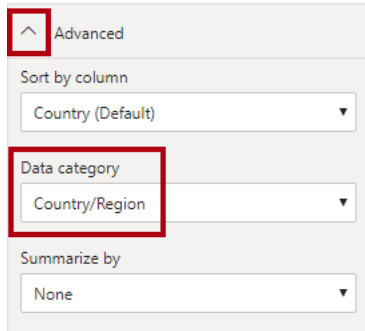 Advanced
Sort by column
Country (Default)
Data category
Country/Region
Summarize by
None